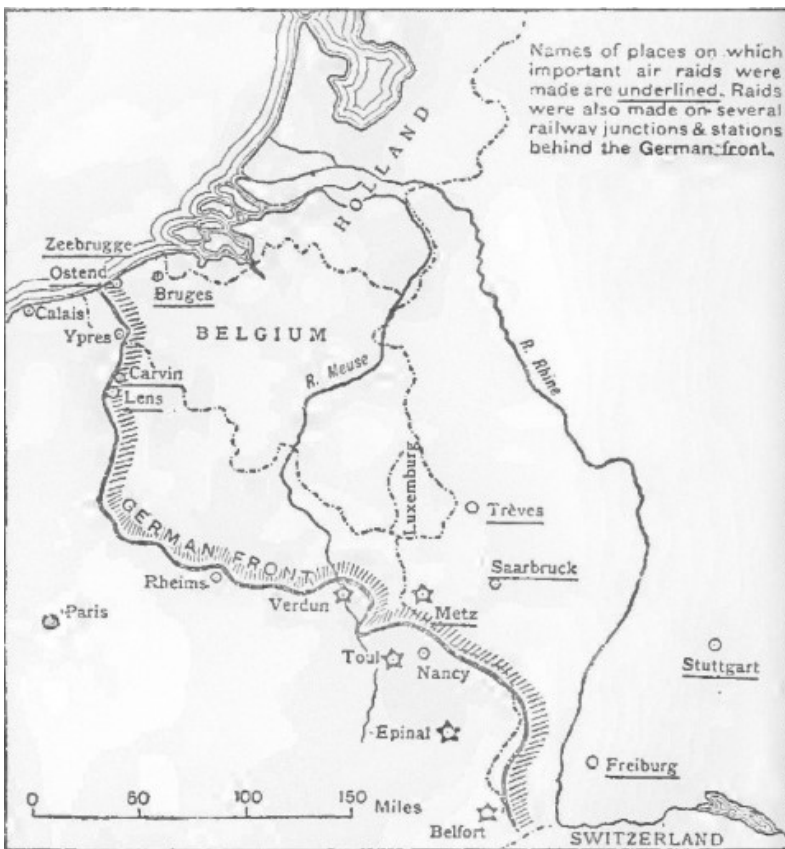 Names of places on which
important air raids were
made are underlined. Raids
were also made on several
railway junctions & stations
behind the German front.
HOLLAND
Zeebrugge
Ostend
Bruges
Calais
Ypres
BELGIUM
R. Meuse
R. Rhine
Carvin
Lens
Luxemburg
Trèves
GERMAN FRONT
Saarbruck
Rheims
Verdun
Metz
Paris
Toul
Nancy
Stuttgart
Epinal
Freiburg
0 50 100 150 Miles
Belfort
SWITZERLAND